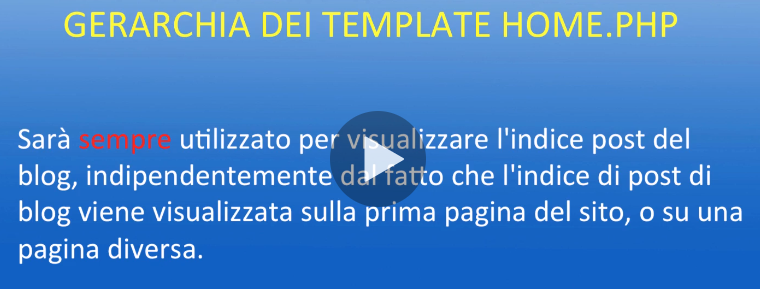 GERARCHIA DEI TEMPLATE HOME.PHP
Sarà sempre utilizzato per visualizzare l'indice post del
blog, indipendentemente dal fatto che l'indice di post di
blog viene visualizzata sulla prima pagina del sito, o su una
pagina diversa.